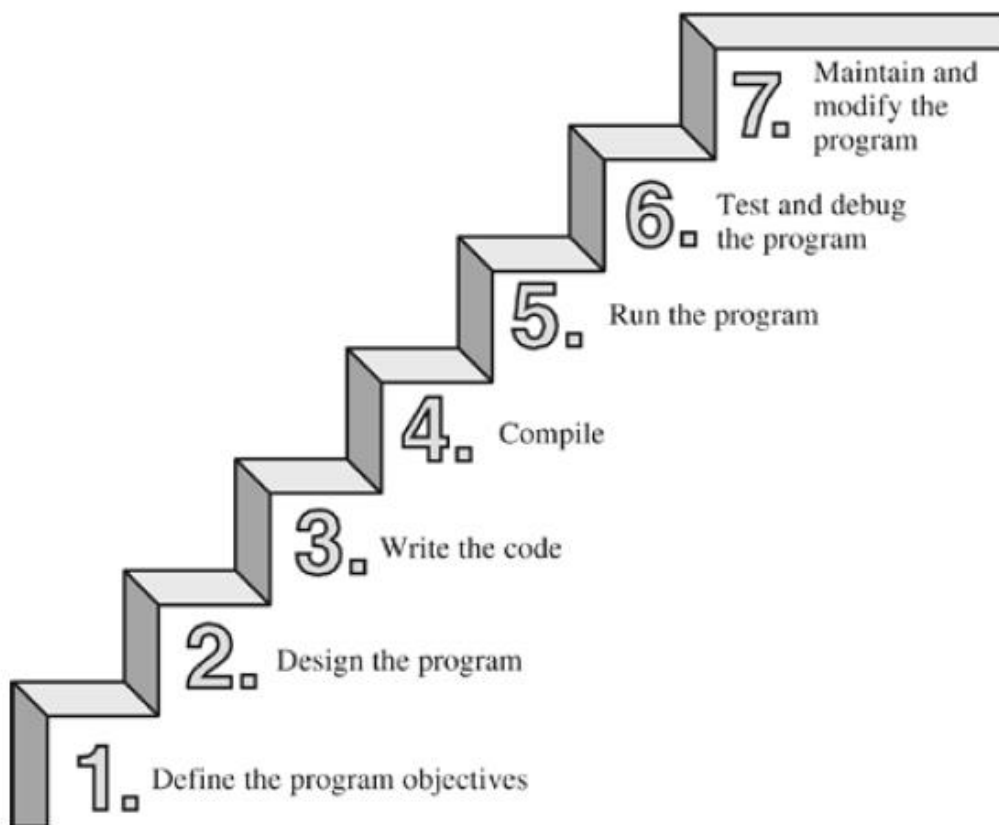 7. Maintain and
modify the
program
6. Test and debug
the program
5. Run the program
4. Compile
3. Write the code
2. Design the program
1. Define the program objectives